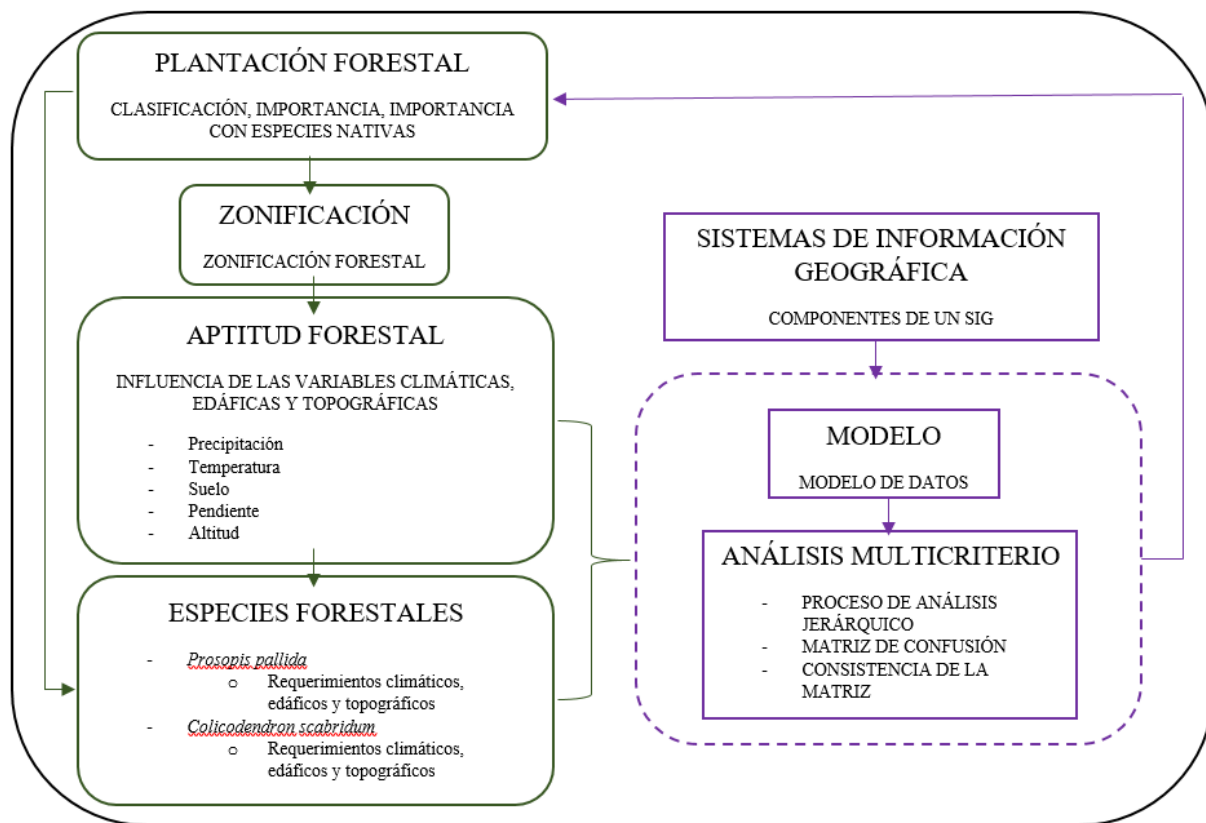 PLANTACIÓN FORESTAL
CLASIFICACIÓN, IMPORTANCIA, IMPORTANCIA
CON ESPECIES NATIVAS
ZONIFICACIÓN
ZONIFICACIÓN FORESTAL
APTITUD FORESTAL
INFLUENCIA DE LAS VARIABLES CLIMÁTICAS,
EDÁFICAS Y TOPOGRÁFICAS
- Precipitación
- Temperatura
- Suelo
- Pendiente
- Altitud
ESPECIES FORESTALES
- Prosopis pallida
o Requerimientos climáticos,
edáficos y topográficos
- Colicodendron scabridum
o Requerimientos climáticos,
edáficos y topográficos
SISTEMAS DE INFORMACIÓN
GEOGRÁFICA
COMPONENTES DE UN SIG
MODELO
MODELO DE DATOS
ANÁLISIS MULTICRITERIO
- PROCESO DE ANÁLISIS
JERÁRQUICO
- MATRIZ DE CONFUSIÓN
- CONSISTENCIA DE LA
MATRIZ